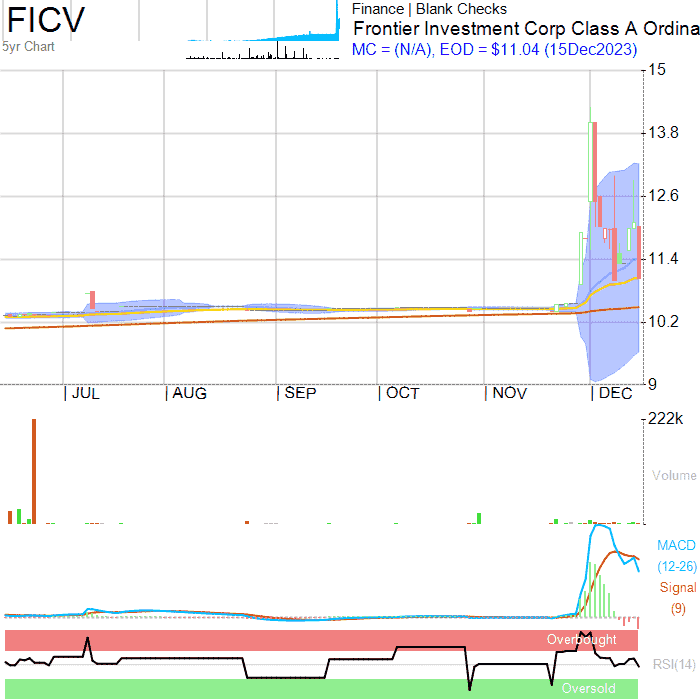 FICV
5yr Chart
Finance | Blank Checks
Frontier Investment Corp Class A Ordina
MC = (N/A), EOD = $11.04 (15Dec2023)
15
13.8
12.6
11.4
10.2
9
JUL
AUG
SEP
OCT
NOV
DEC
222k
Volume
MACD
(12-26)
Signal
(9)
Overbought
RSI(14)
Oversold